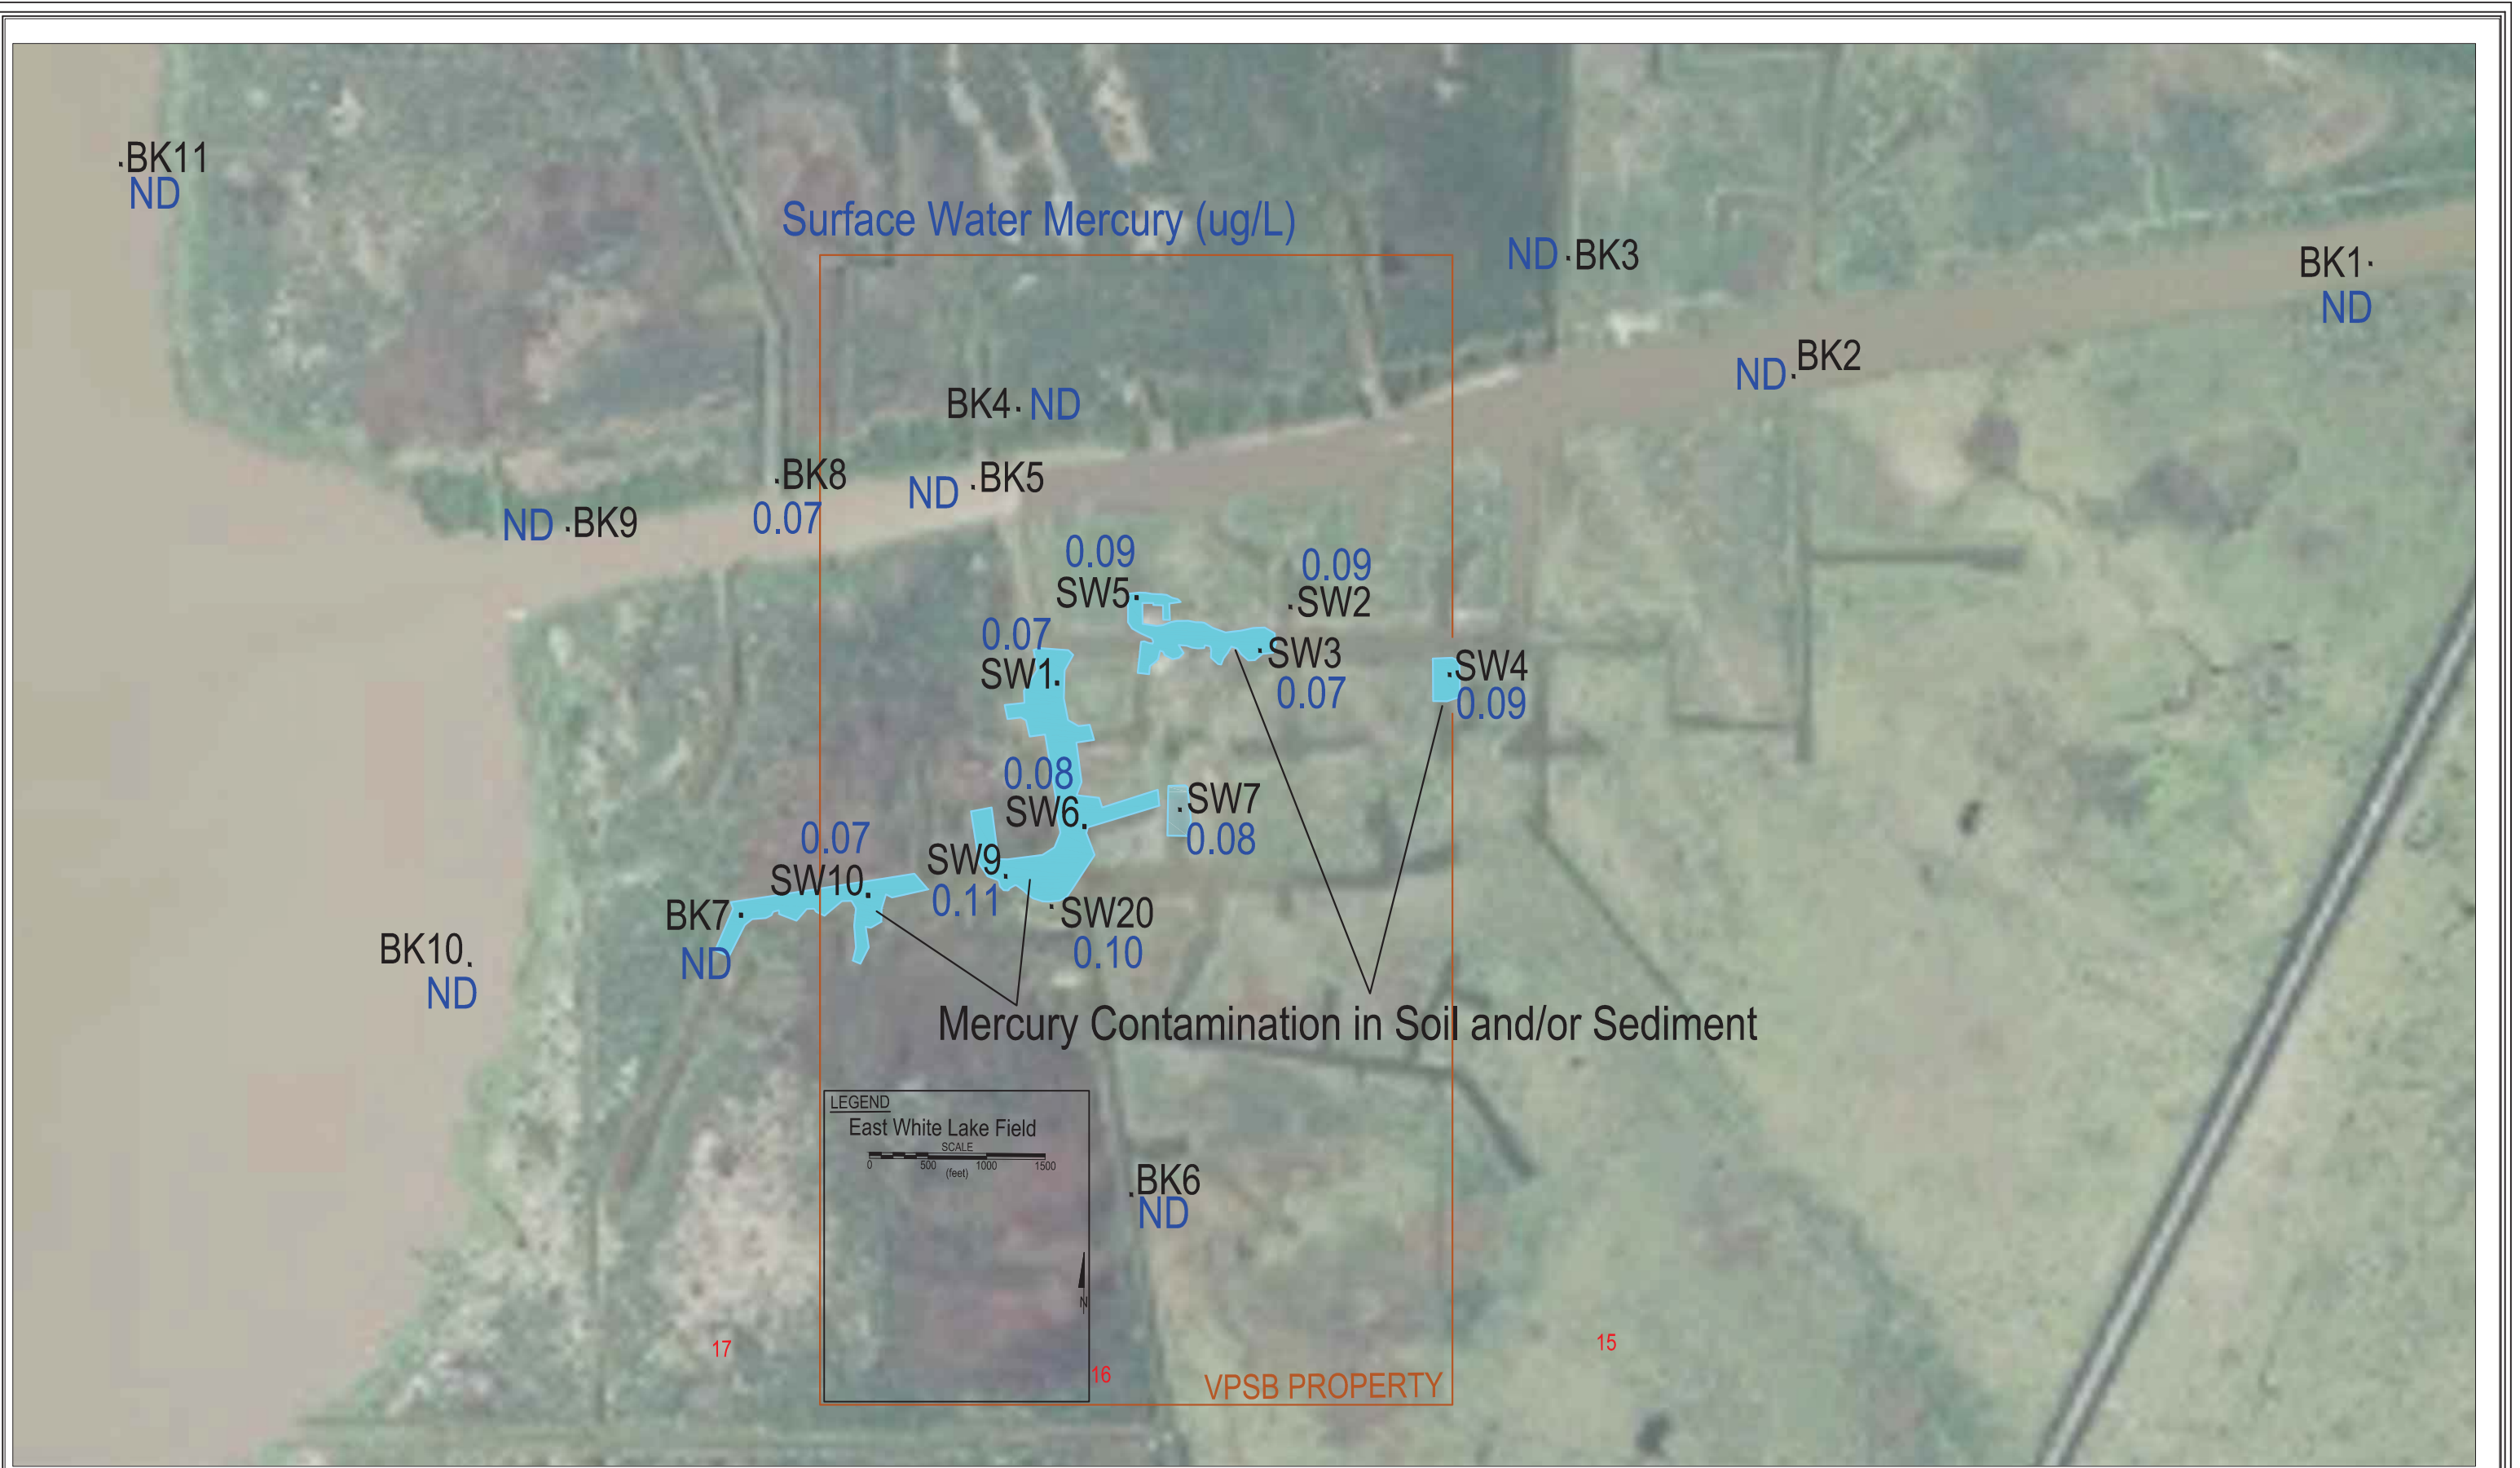 BK11
ND
Surface Water Mercury (ug/L)
ND BK3
BK1
ND
BK2
ND
BK4 ND
BK8
0.07
ND BK5
ND BK9
0.09
SW5
0.09
SW2
0.07
SW1
SW3
0.07
SW4
0.09
0.08
SW6
SW7
0.08
0.07
SW10
SW9
0.11
BK7
ND
SW20
0.10
BK10
ND
Mercury Contamination in Soil and/or Sediment
LEGEND
East White Lake Field
SCALE
0 500 1000 1500
(feet)
N
BK6
ND
17
16
15
VPSB PROPERTY